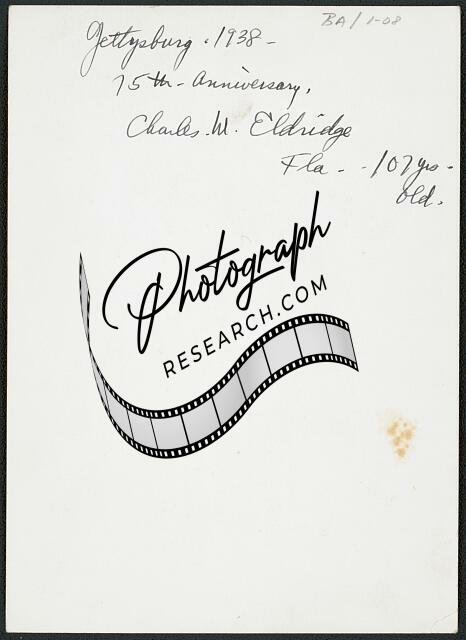 BA/1-08
Gettysburg. 1938-
75th- anniversary.
Charles. W. Eldridge
Fla - - 107 yrs -
old.
Photograph
RESEARCH.COM